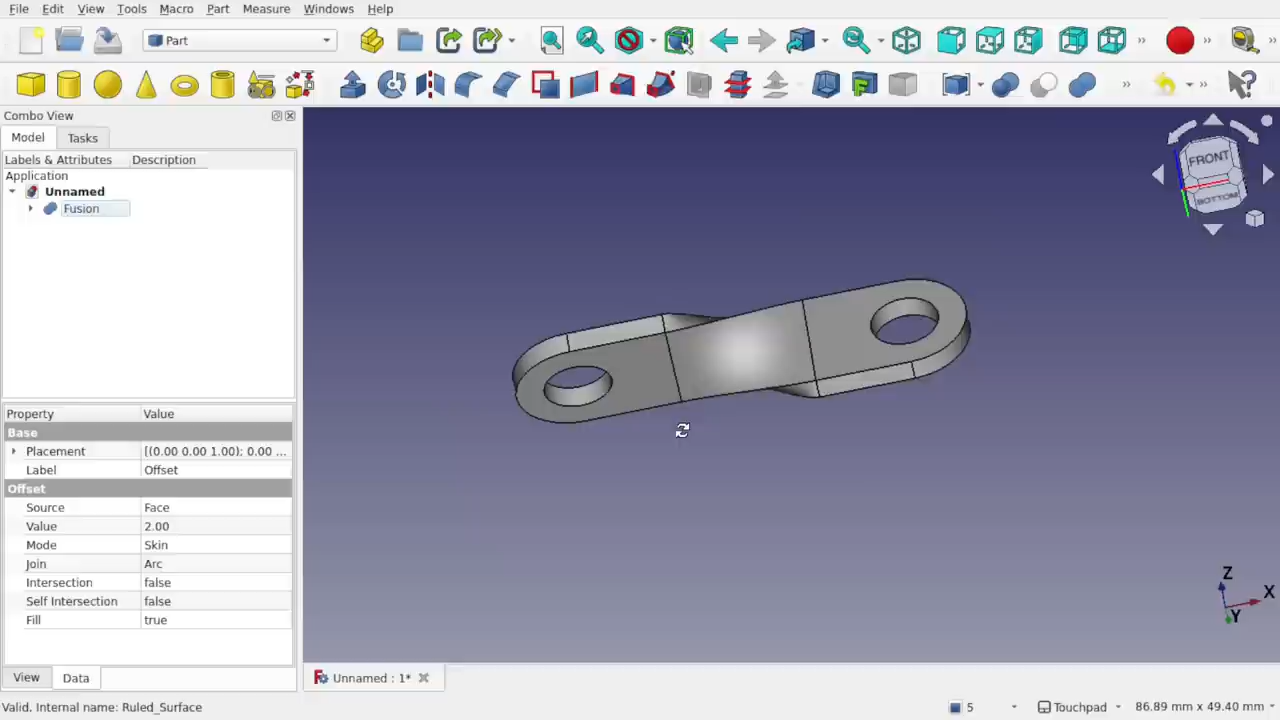 File Edit View Tools Macro Part Measure Windows Help
Part
Combo View
Model Tasks
Labels & Attributes Description
Application
Unnamed
Fusion
Property Value
Base
Placement [(0.00 0.00 1.00); 0.00 ...
Label Offset
Offset
Source Face
Value 2.00
Mode Skin
Join Arc
Intersection false
Self Intersection false
Fill true
View Data
FRONT
BOTTOM
Z
X
Y
Unnamed : 1*
Valid, Internal name: Ruled_Surface
5 Touchpad 86.89 mm x 49.40 mm